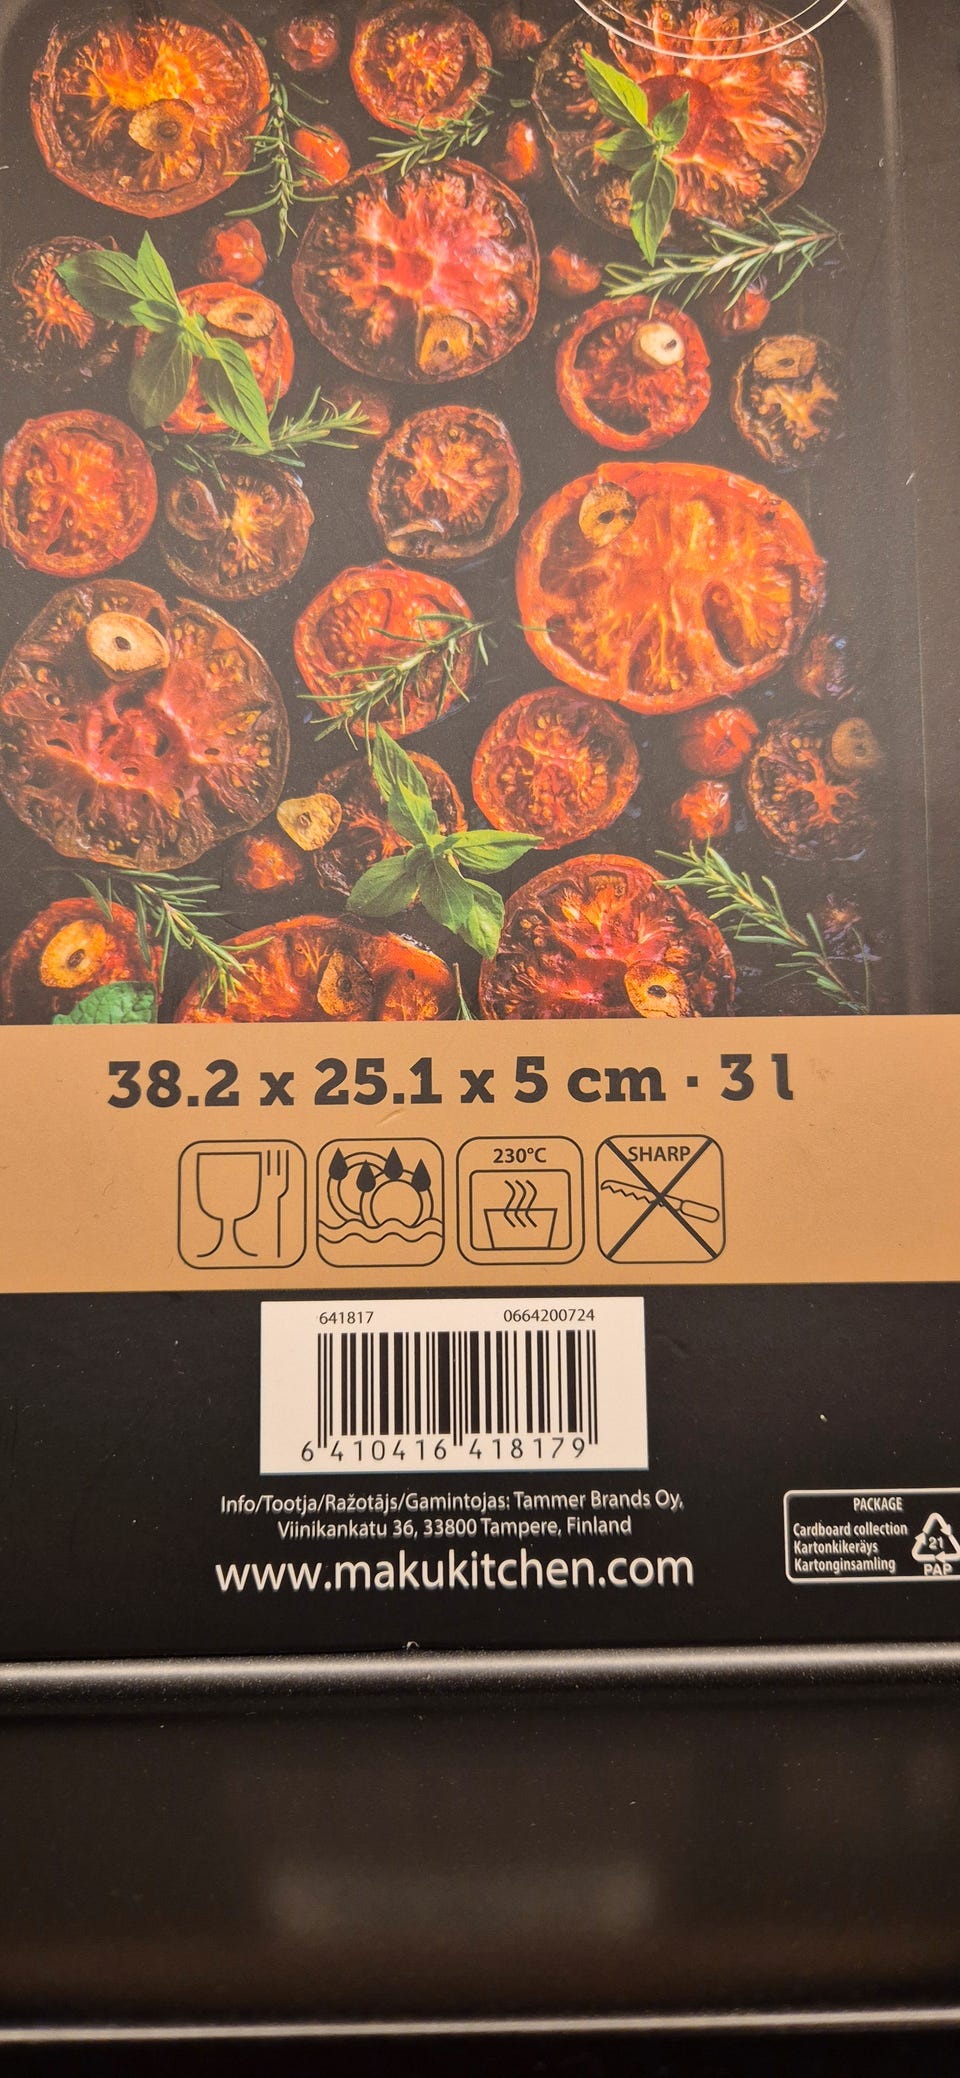 38.2 x 25.1 x 5 cm · 3 l
230°C
SHARP
641817 0664200724
6 410416 418179
Info/Tootja/Ražotājs/Gamintojas: Tammer Brands Oy,
Viinikankatu 36, 33800 Tampere, Finland
www.makukitchen.com
PACKAGE
Cardboard collection
Kartonkikeräys
Kartonginsamling
21
PAP